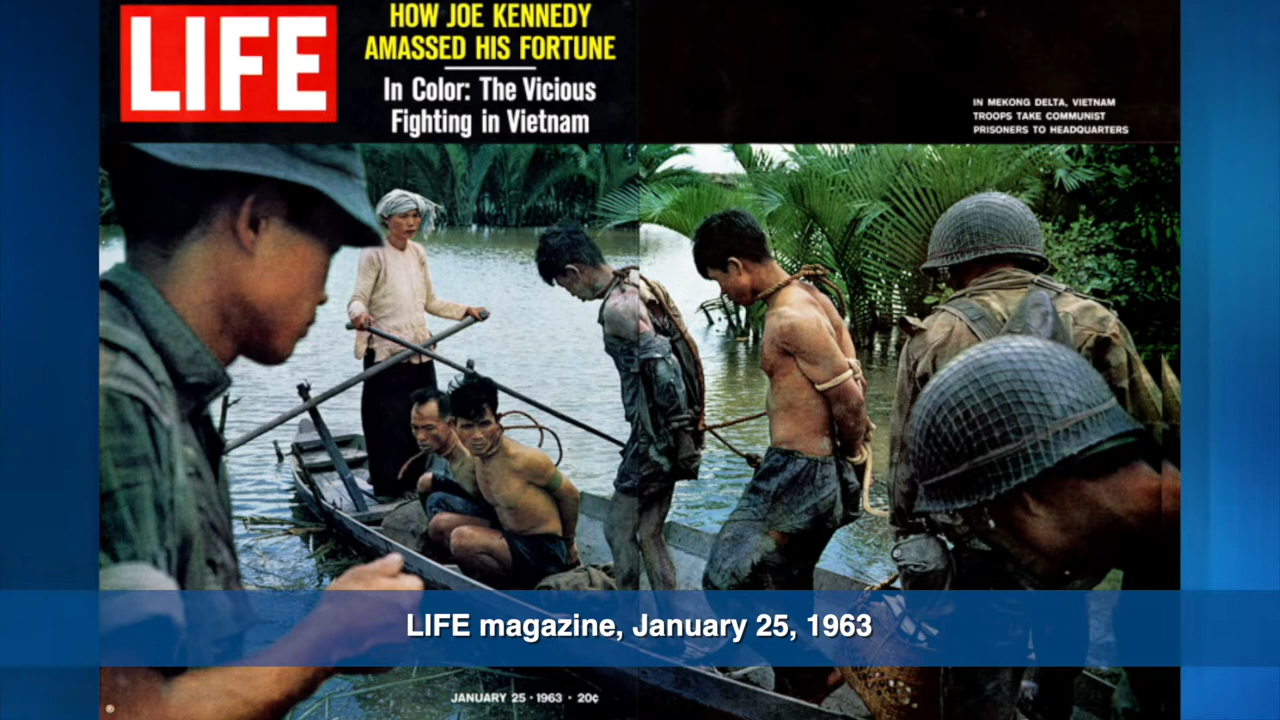 LIFE
HOW JOE KENNEDY
AMASSED HIS FORTUNE
In Color: The Vicious
Fighting in Vietnam
IN MEKONG DELTA, VIETNAM
TROOPS TAKE COMMUNIST
PRISONERS TO HEADQUARTERS
LIFE magazine, January 25, 1963
JANUARY 25 · 1963 · 20¢